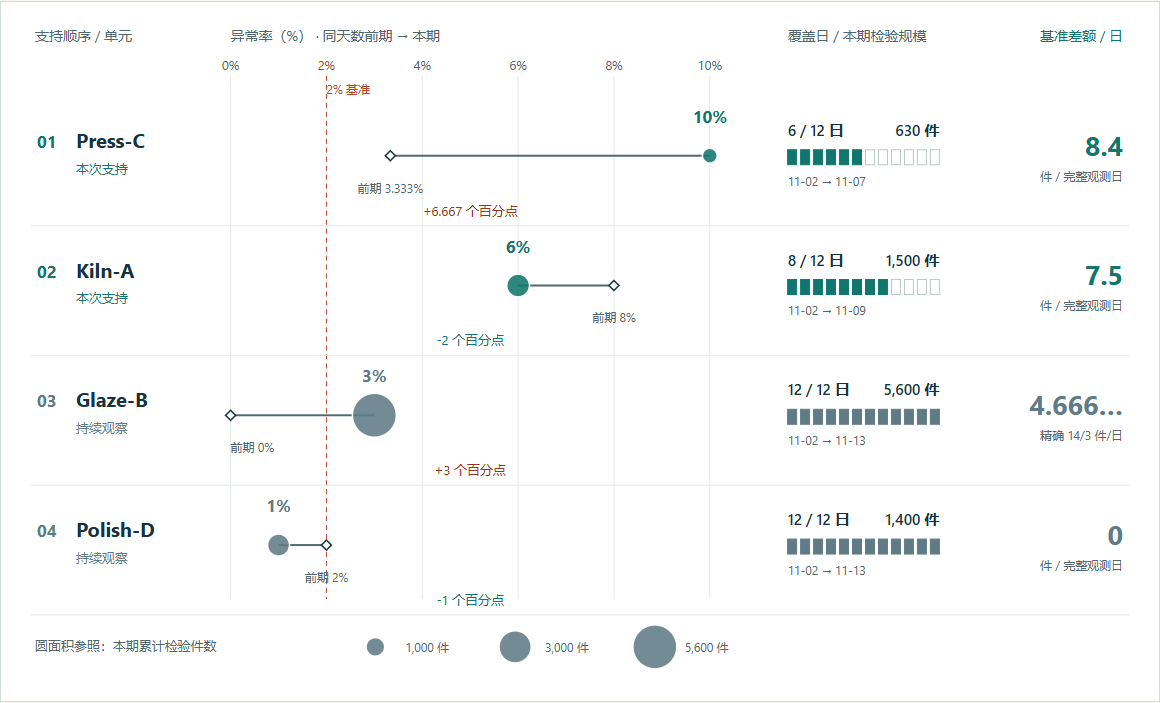 支持顺序 / 单元
异常率（%）· 同天数前期 → 本期
覆盖日 / 本期检验规模
基准差额 / 日
0%
2%
4%
6%
8%
10%
2% 基准
01
Press-C
本次支持
10%
前期 3.333%
+6.667 个百分点
6 / 12 日
630 件
11-02 → 11-07
8.4
件 / 完整观测日
02
Kiln-A
本次支持
6%
前期 8%
-2 个百分点
8 / 12 日
1,500 件
11-02 → 11-09
7.5
件 / 完整观测日
03
Glaze-B
持续观察
3%
前期 0%
+3 个百分点
12 / 12 日
5,600 件
11-02 → 11-13
4.666…
精确 14/3 件/日
04
Polish-D
持续观察
1%
前期 2%
-1 个百分点
12 / 12 日
1,400 件
11-02 → 11-13
0
件 / 完整观测日
圆面积参照：本期累计检验件数
1,000 件
3,000 件
5,600 件